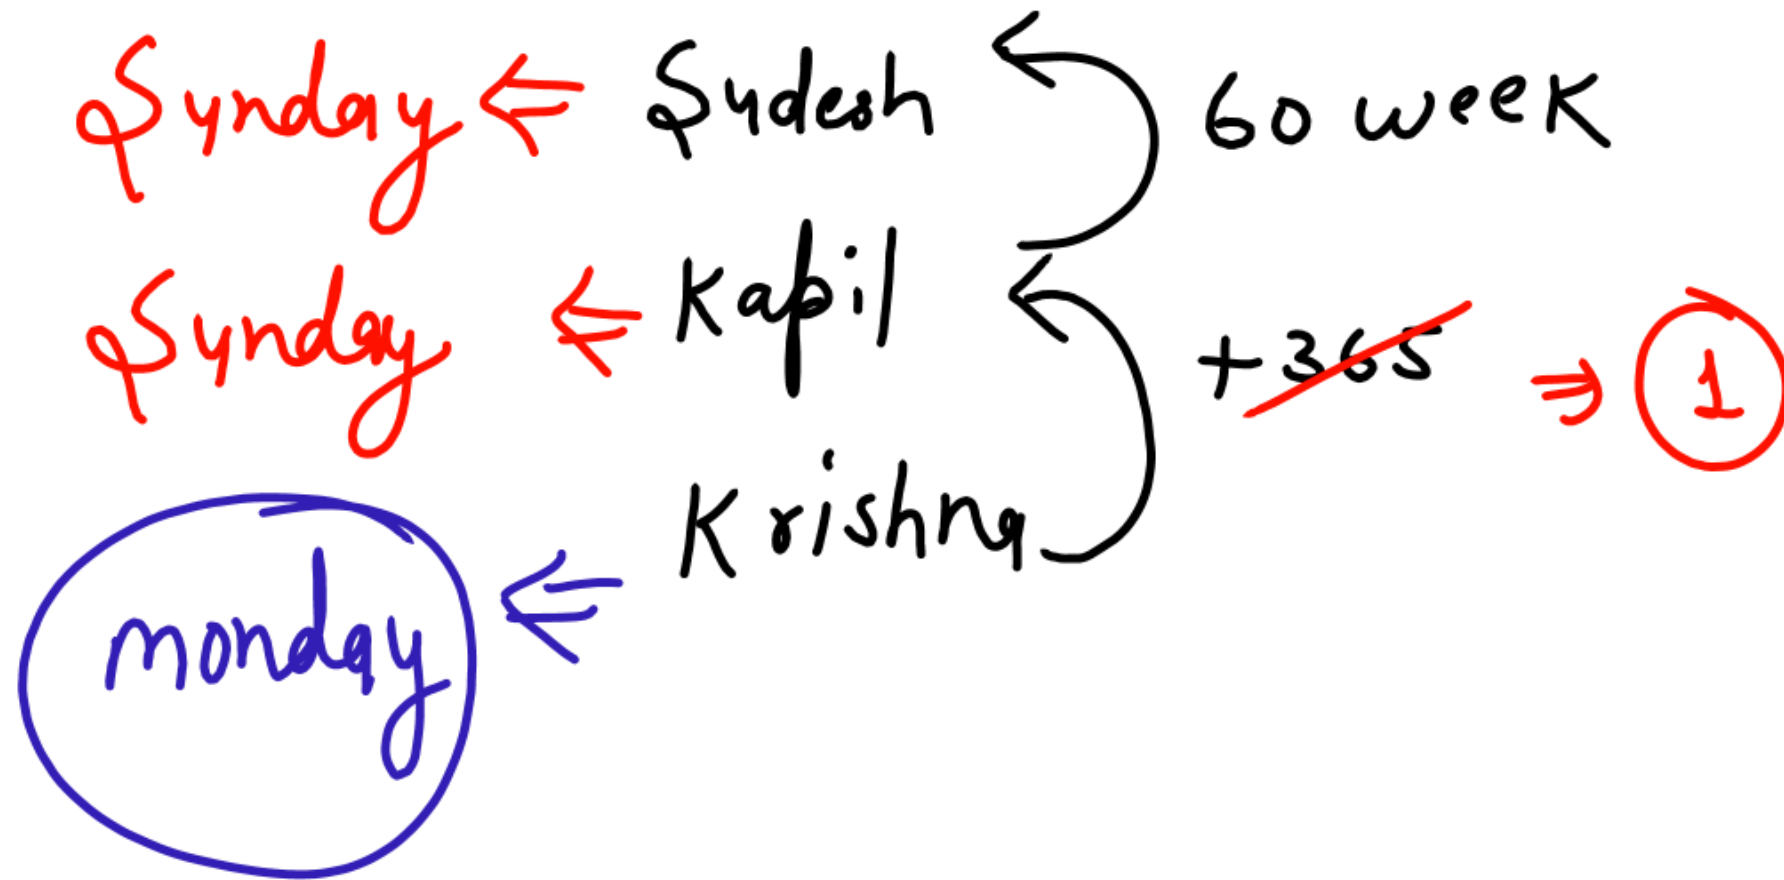 Sunday ⇐ Sudesh 60 week
Sunday ⇐ Kapil +365 ⇒ 1
monday ⇐ Krishna